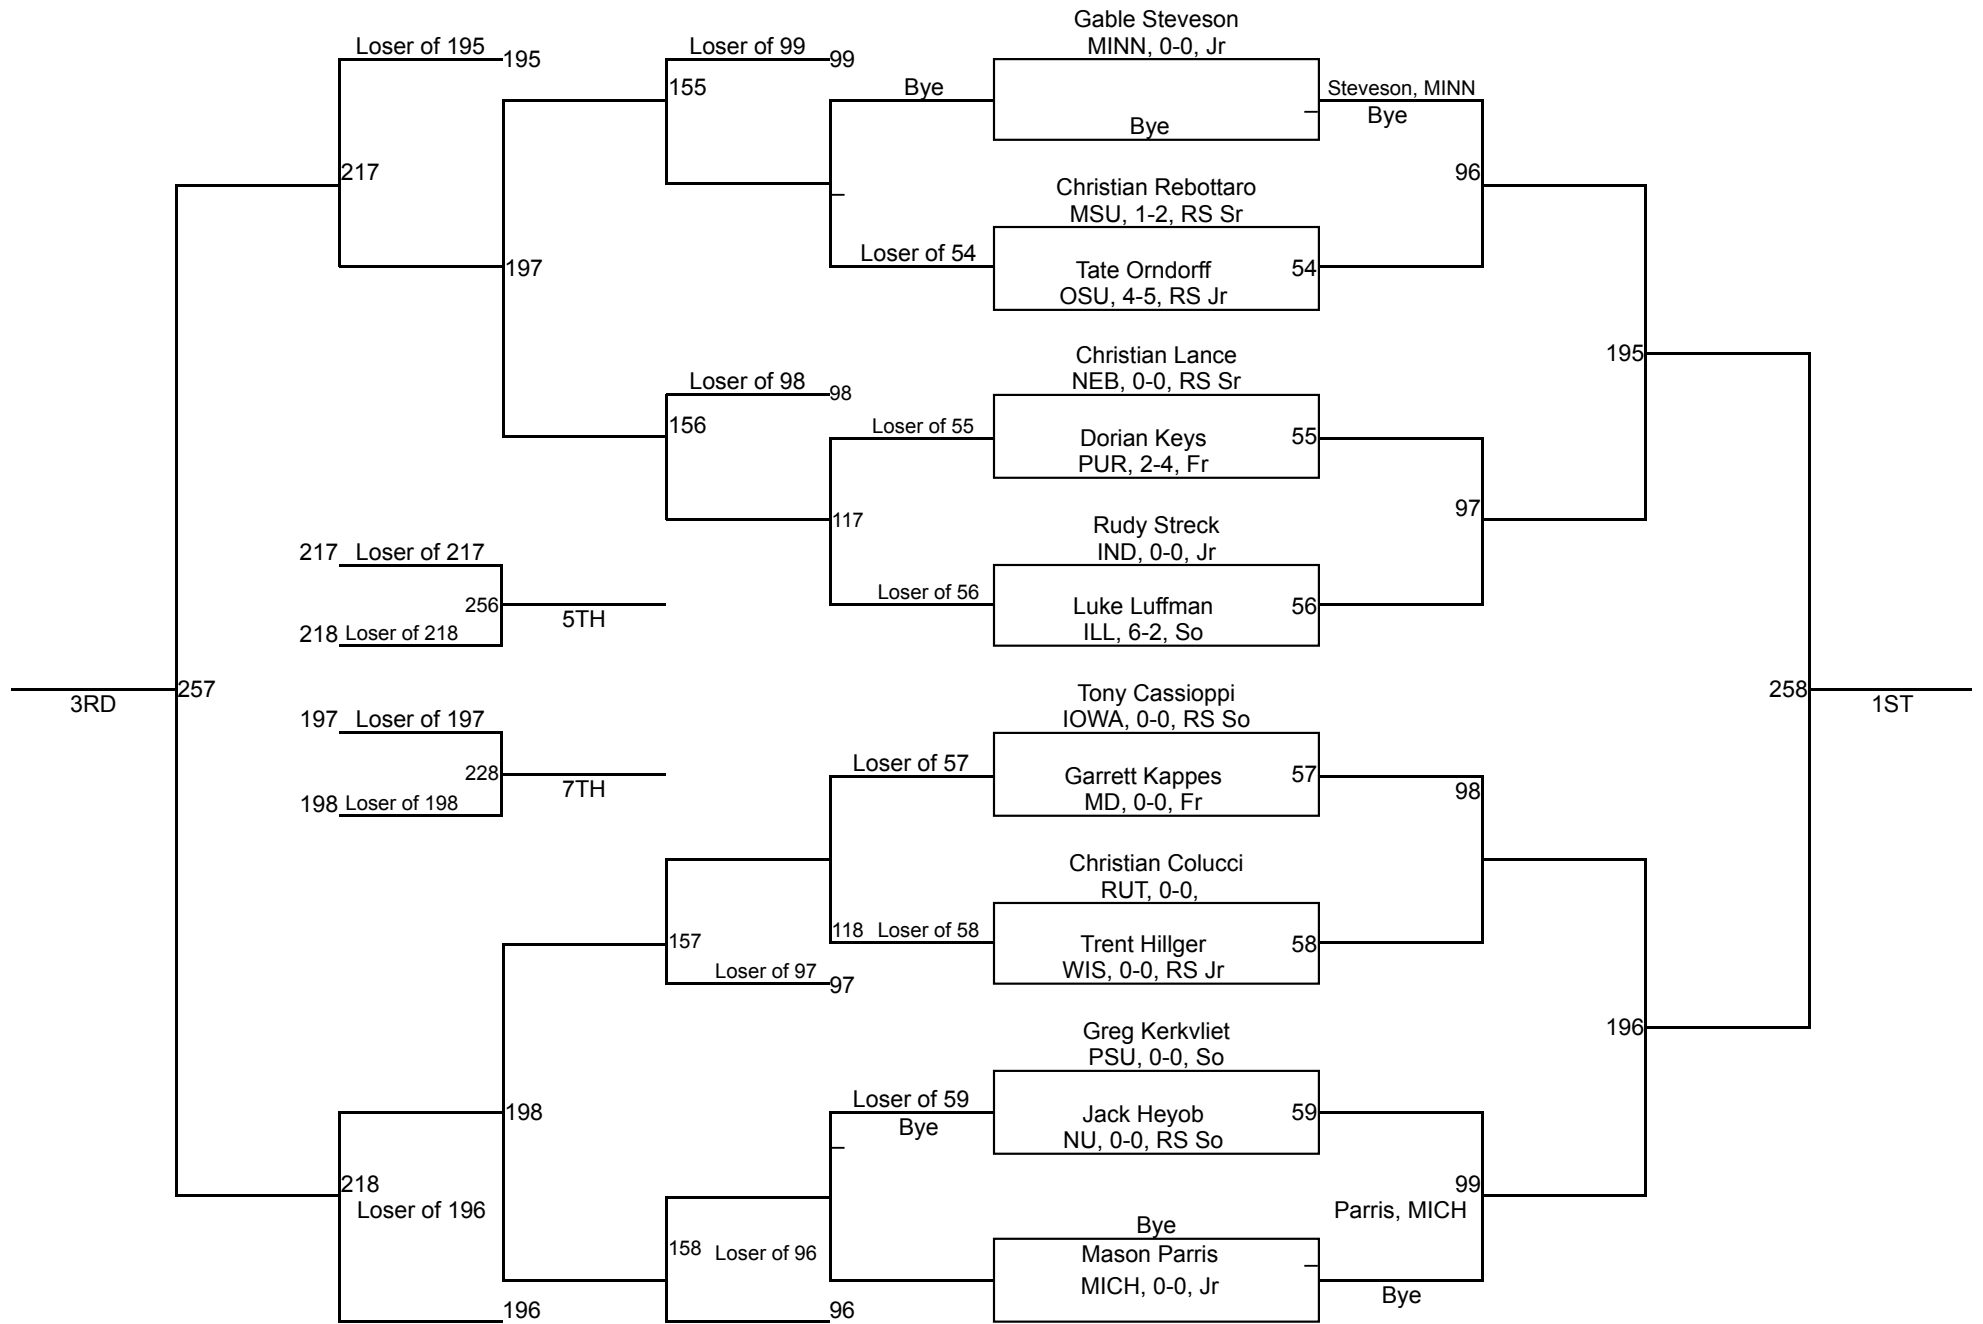 Gable Steveson
Loser of 195
195
Loser of 99
99
MINN, 0-0, Jr
155
Bye
Steveson, MINN
Bye
Bye
217
96
Christian Rebottaro
MSU, 1-2, RS Sr
197
Loser of 54
Tate Orndorff
54
OSU, 4-5, RS Jr
195
Christian Lance
Loser of 98
98
NEB, 0-0, RS Sr
156
Loser of 55
Dorian Keys
55
PUR, 2-4, Fr
97
117
Rudy Streck
217
Loser of 217
IND, 0-0, Jr
256
5TH
Loser of 56
Luke Luffman
56
218
Loser of 218
ILL, 6-2, So
3RD
257
258
1ST
Tony Cassioppi
197
Loser of 197
IOWA, 0-0, RS So
228
7TH
Loser of 57
Garrett Kappes
57
98
198
Loser of 198
MD, 0-0, Fr
Christian Colucci
RUT, 0-0,
157
118
Loser of 58
Trent Hillger
58
Loser of 97
97
WIS, 0-0, RS Jr
196
Greg Kerkvliet
PSU, 0-0, So
198
Loser of 59
Bye
Jack Heyob
59
NU, 0-0, RS So
218
Loser of 196
99
Parris, MICH
Bye
158
Loser of 96
Mason Parris
MICH, 0-0, Jr
Bye
196
96